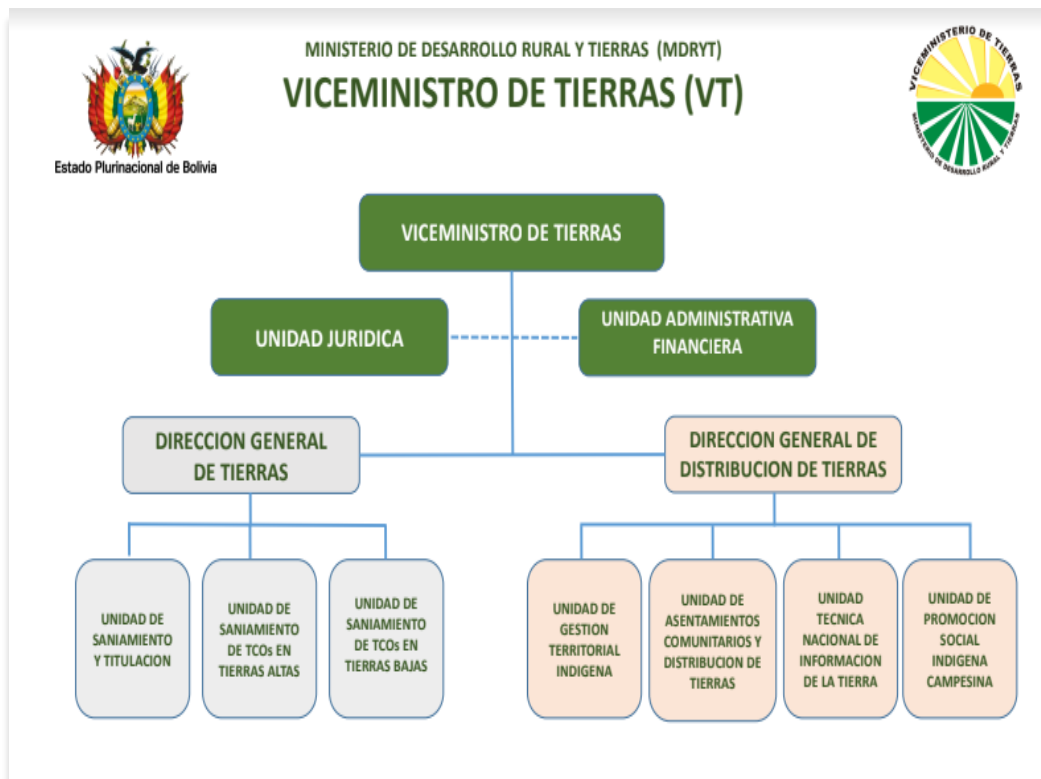 MINISTERIO DE DESARROLLO RURAL Y TIERRAS (MDRYT)
VICEMINISTRO DE TIERRAS (VT)
Estado Plurinacional de Bolivia
VICEMINISTERIO DE TIERRAS
MINISTERIO DE DESARROLLO RURAL Y TIERRAS
VICEMINISTRO DE TIERRAS
UNIDAD JURIDICA
UNIDAD ADMINISTRATIVA
FINANCIERA
DIRECCION GENERAL
DE TIERRAS
DIRECCION GENERAL DE
DISTRIBUCION DE TIERRAS
UNIDAD DE
SANIAMIENTO
Y TITULACION
UNIDAD DE
SANIAMIENTO
DE TCOs EN
TIERRAS ALTAS
UNIDAD DE
SANIAMIENTO
DE TCOs EN
TIERRAS BAJAS
UNIDAD DE
GESTION
TERRITORIAL
INDIGENA
UNIDAD DE
ASENTAMIENTOS
COMUNITARIOS Y
DISTRIBUCION DE
TIERRAS
UNIDAD
TECNICA
NACIONAL DE
INFORMACION
DE LA TIERRA
UNIDAD DE
PROMOCION
SOCIAL
INDIGENA
CAMPESINA